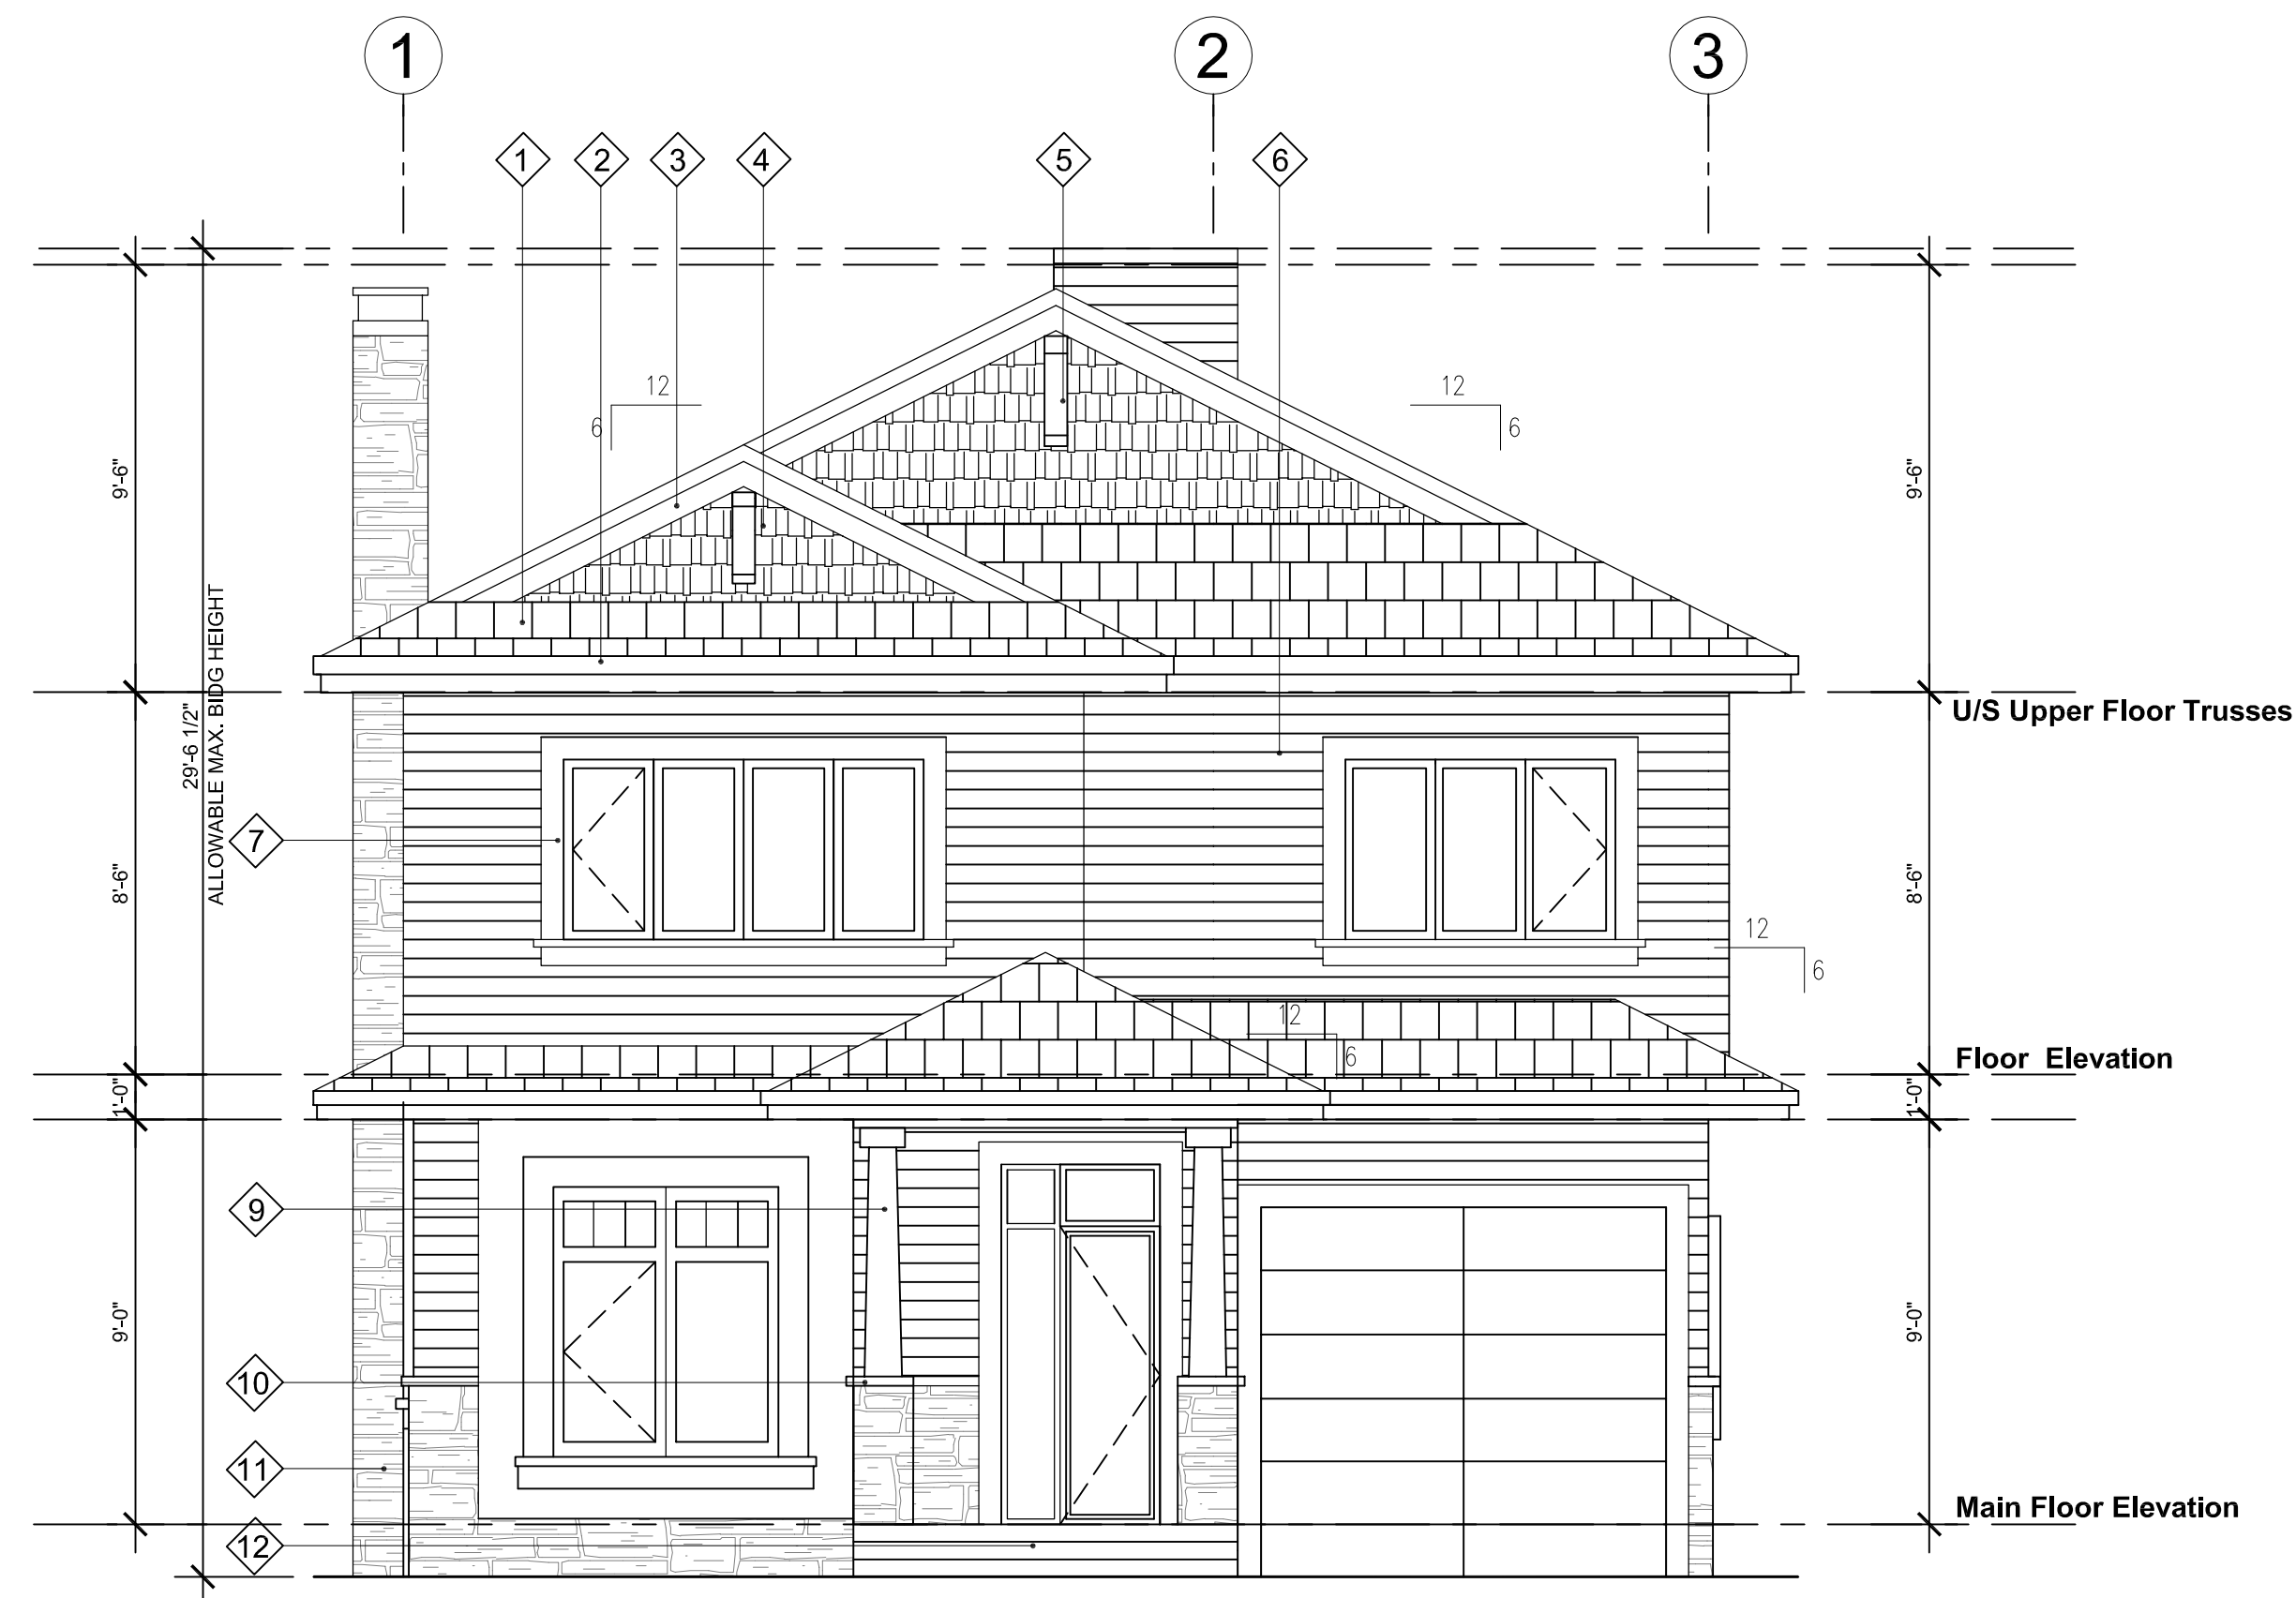 1 2 3
1 2 3 4 5 6
12 12
6 6
9'-6" 9'-6"
29'-6 1/2"
ALLOWABLE MAX. BIDG HEIGHT
U/S Upper Floor Trusses
7
8'-6" 8'-6"
12
6
12
6
Floor Elevation
1'-0" 1'-0"
9
9'-0" 9'-0"
10
11
Main Floor Elevation
12